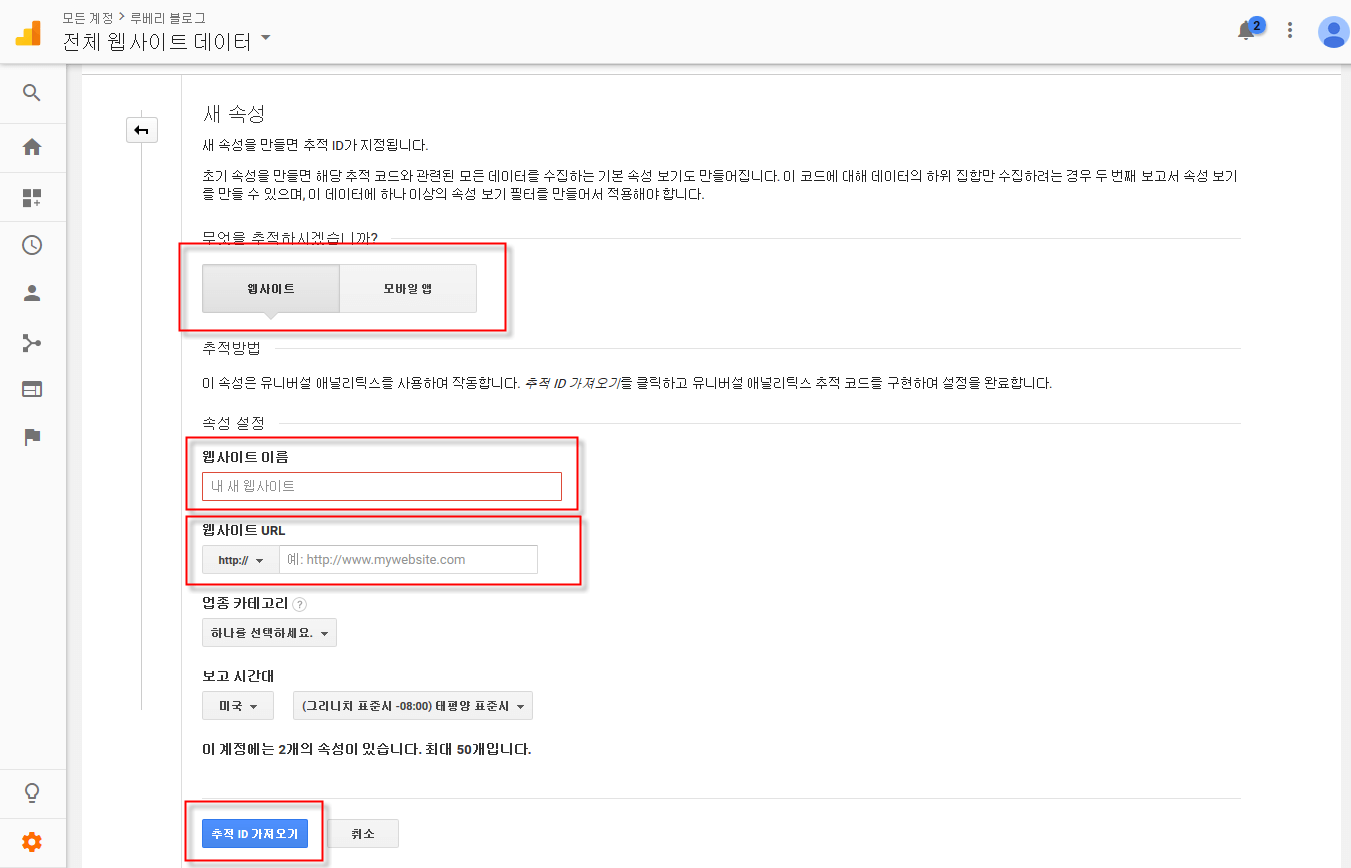 모든 계정 > 루베리 블로그
전체 웹사이트 데이터
2
새 속성
새 속성을 만들면 추적 ID가 지정됩니다.
초기 속성을 만들면 해당 추적 코드와 관련된 모든 데이터를 수집하는 기본 속성 보기도 만들어집니다. 이 코드에 대해 데이터의 하위 집합만 수집하려는 경우 두 번째 보고서 속성 보기
를 만들 수 있으며, 이 데이터에 하나 이상의 속성 보기 필터를 만들어서 적용해야 합니다.
무엇을 추적하시겠습니까?
웹사이트 모바일 앱
추적방법
이 속성은 유니버설 애널리틱스를 사용하여 작동합니다. 추적 ID 가져오기를 클릭하고 유니버설 애널리틱스 추적 코드를 구현하여 설정을 완료합니다.
속성 설정
웹사이트 이름
내 새 웹사이트
웹사이트 URL
http:// 예: http://www.mywebsite.com
업종 카테고리 ?
하나를 선택하세요.
보고 시간대
미국 (그리니치 표준시 -08:00) 태평양 표준시
이 계정에는 2개의 속성이 있습니다. 최대 50개입니다.
추적 ID 가져오기 취소